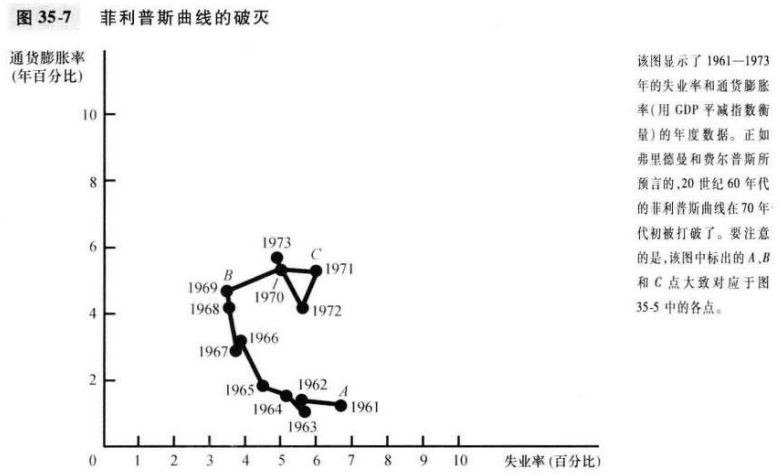 图 35-7 菲利普斯曲线的破灭
通货膨胀率
(年百分比)
10
8
6
4
2
0 1 2 3 4 5 6 7 8 9 10 失业率 (百分比)
1973
C
1971
B
1969
1970
1968
1972
1966
1967
1965
1962
A
1964
1961
1963
该图显示了 1961—1973
年的失业率和通货膨胀
率(用 GDP 平减指数衡
量)的年度数据。正如
弗里德曼和费尔普斯所
预言的,20 世纪 60 年代
的菲利普斯曲线在 70 年
代初被打破了。要注意
的是,该图中标出的 A、B
和 C 点大致对应于图
35-5 中的各点。